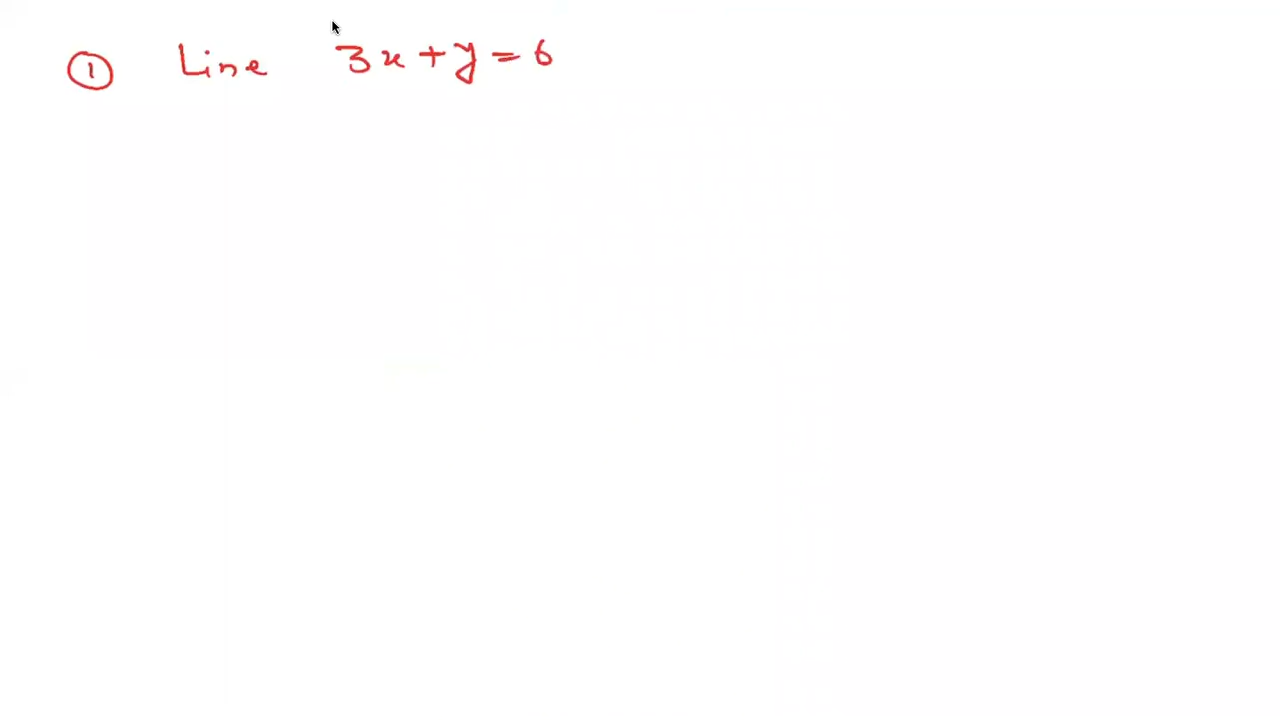 ① Line 3x + y = 6